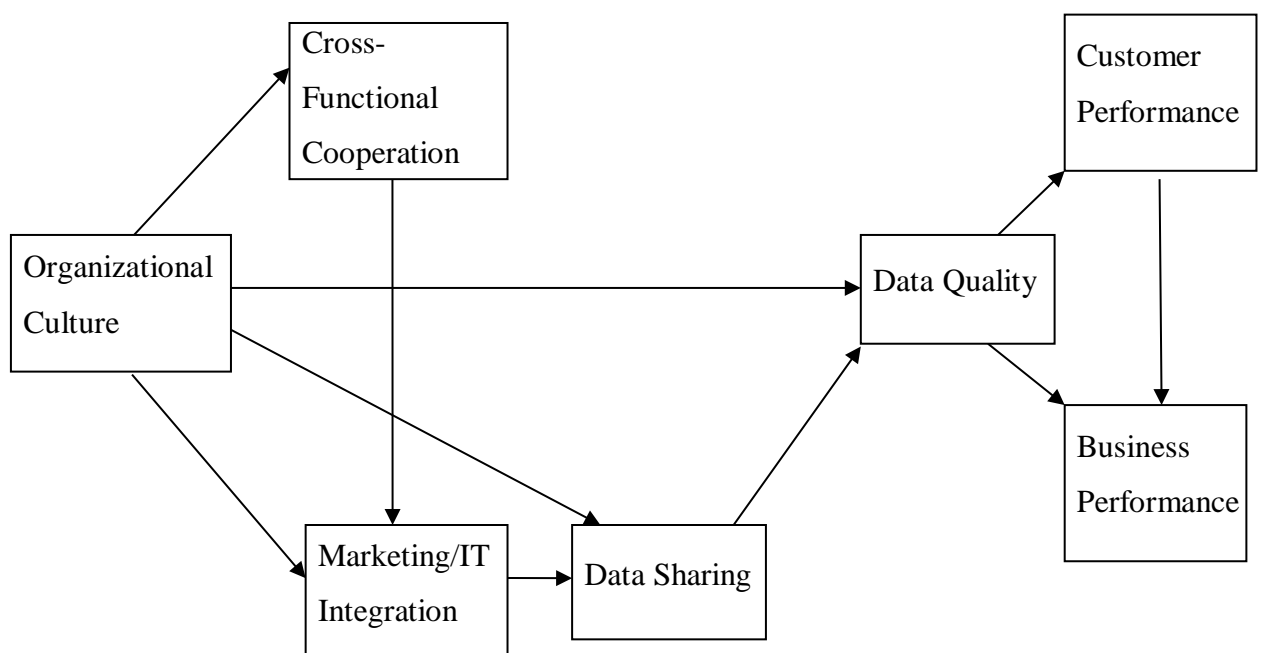 Cross-
Functional
Cooperation
Customer
Performance
Organizational
Culture
Data Quality
Business
Performance
Marketing/IT
Integration
Data Sharing